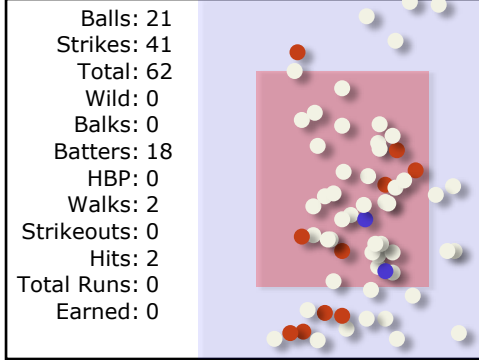 Balls: 21
Strikes: 41
Total: 62
Wild: 0
Balks: 0
Batters: 18
HBP: 0
Walks: 2
Strikeouts: 0
Hits: 2
Total Runs: 0
Earned: 0